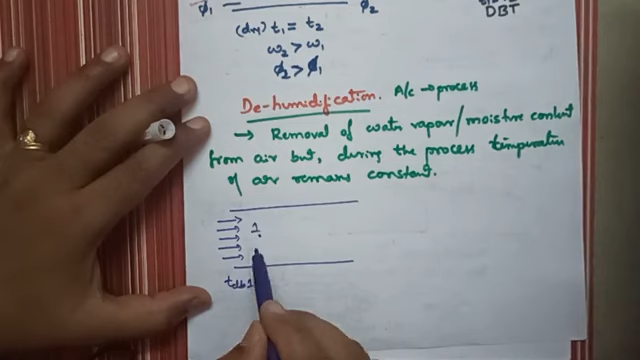 ϕ₁ ϕ₂
DBT
(dry) t₁ = t₂
ω₂ > ω₁
ϕ₂ > ϕ₁
De-humidification. A/c → process
→ Removal of water vapour/moisture content
from air but, during the process temperature
of air remains constant.
1
tdb1